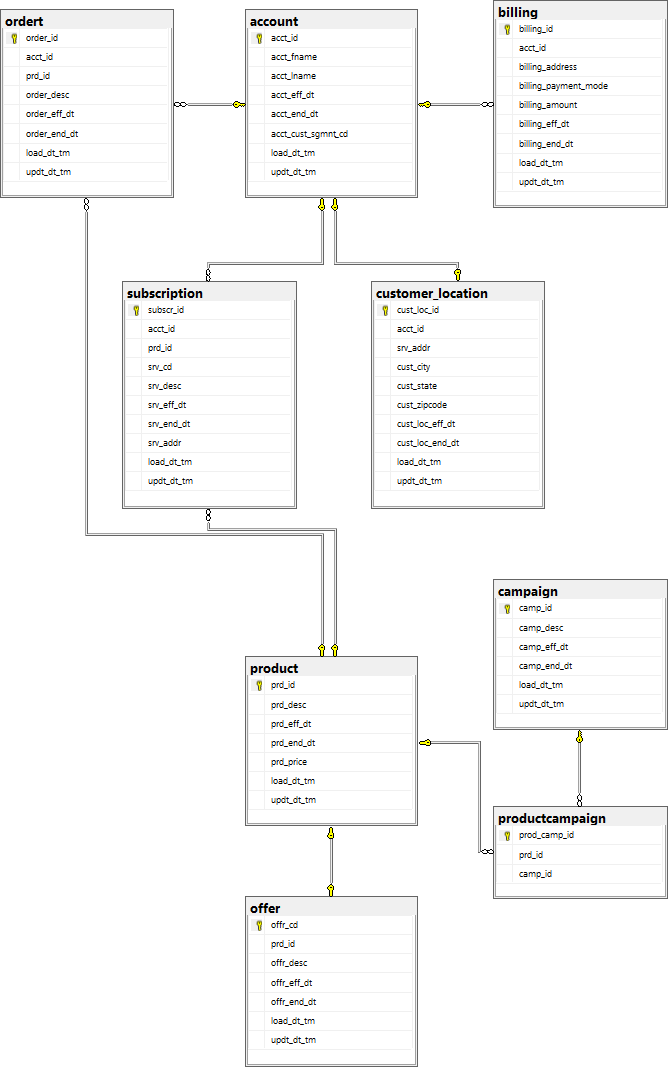 ordert
order_id
acct_id
prd_id
order_desc
order_eff_dt
order_end_dt
load_dt_tm
updt_dt_tm
account
acct_id
acct_fname
acct_lname
acct_eff_dt
acct_end_dt
acct_cust_sgmnt_cd
load_dt_tm
updt_dt_tm
billing
billing_id
acct_id
billing_address
billing_payment_mode
billing_amount
billing_eff_dt
billing_end_dt
load_dt_tm
updt_dt_tm
subscription
subscr_id
acct_id
prd_id
srv_cd
srv_desc
srv_eff_dt
srv_end_dt
srv_addr
load_dt_tm
updt_dt_tm
customer_location
cust_loc_id
acct_id
srv_addr
cust_city
cust_state
cust_zipcode
cust_loc_eff_dt
cust_loc_end_dt
load_dt_tm
updt_dt_tm
product
prd_id
prd_desc
prd_eff_dt
prd_end_dt
prd_price
load_dt_tm
updt_dt_tm
campaign
camp_id
camp_desc
camp_eff_dt
camp_end_dt
load_dt_tm
updt_dt_tm
productcampaign
prod_camp_id
prd_id
camp_id
offer
offr_cd
prd_id
offr_desc
offr_eff_dt
offr_end_dt
load_dt_tm
updt_dt_tm